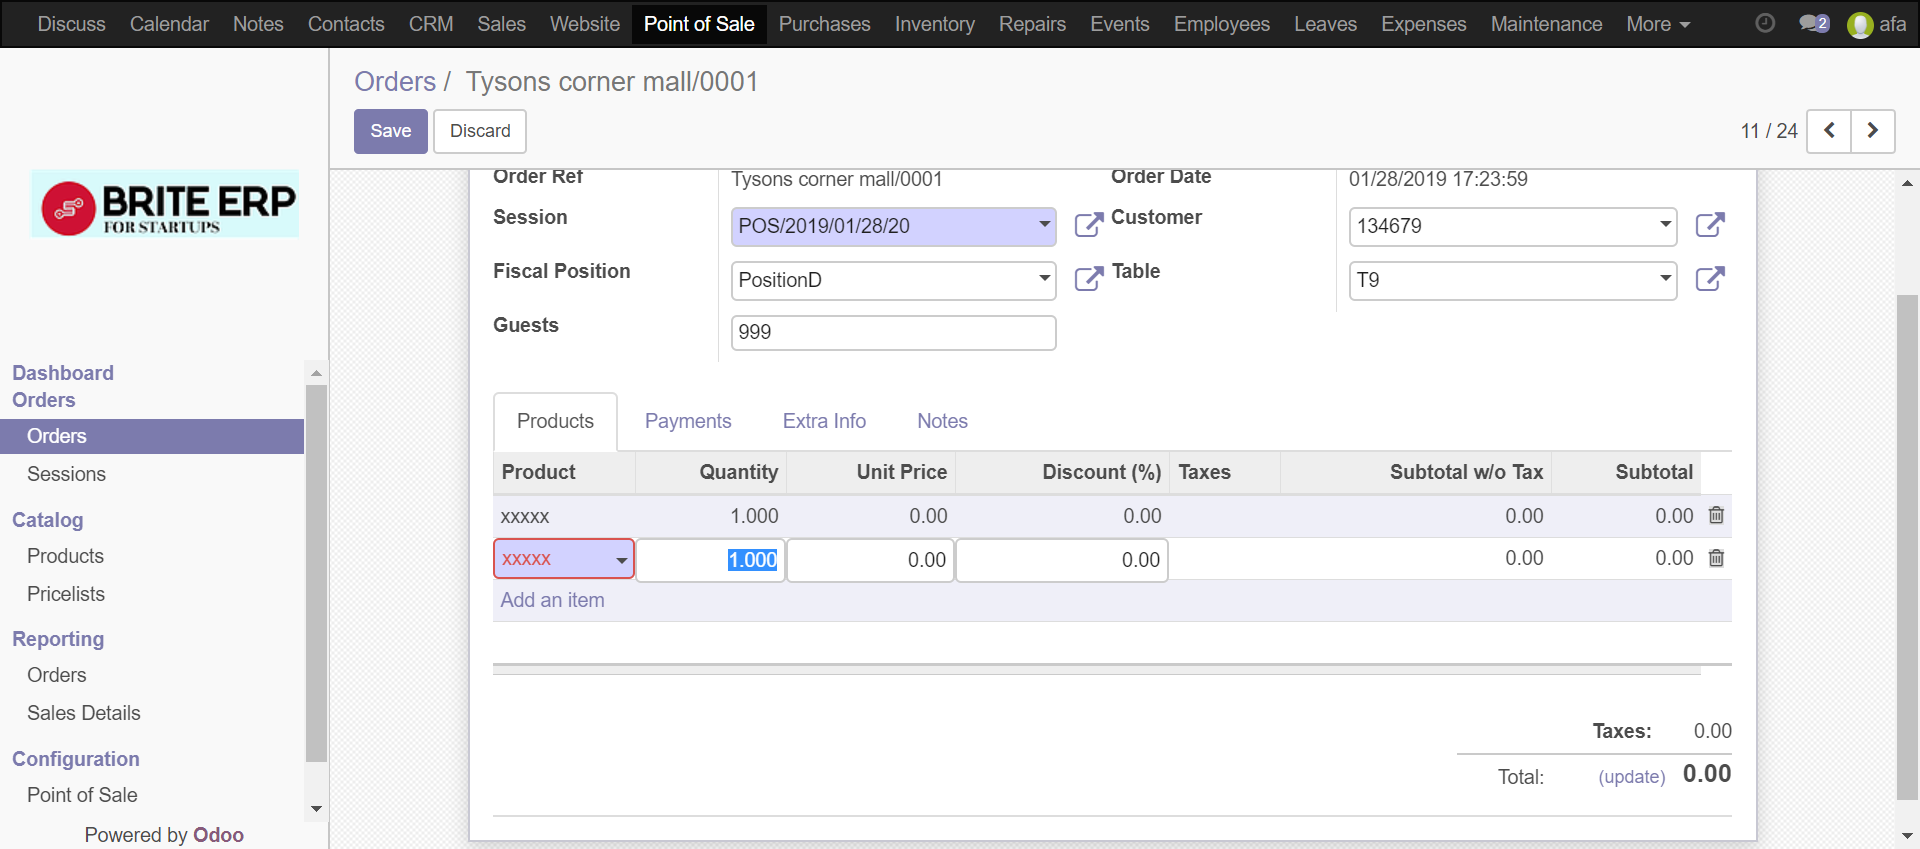 Discuss Calendar Notes Contacts CRM Sales Website Point of Sale Purchases Inventory Repairs Events Employees Leaves Expenses Maintenance More 2 afa
Orders / Tysons corner mall/0001
Save Discard
11 / 24
BRITE ERP
FOR STARTUPS
Dashboard
Orders
Orders
Sessions
Catalog
Products
Pricelists
Reporting
Orders
Sales Details
Configuration
Point of Sale
Powered by Odoo
Order Ref Tysons corner mall/0001 Order Date 01/28/2019 17:23:59
Session POS/2019/01/28/20 Customer 134679
Fiscal Position PositionD Table T9
Guests 999
Products Payments Extra Info Notes
Product Quantity Unit Price Discount (%) Taxes Subtotal w/o Tax Subtotal
xxxxx 1.000 0.00 0.00 0.00 0.00
xxxxx 1.000 0.00 0.00 0.00 0.00
Add an item
Taxes: 0.00
Total: (update) 0.00